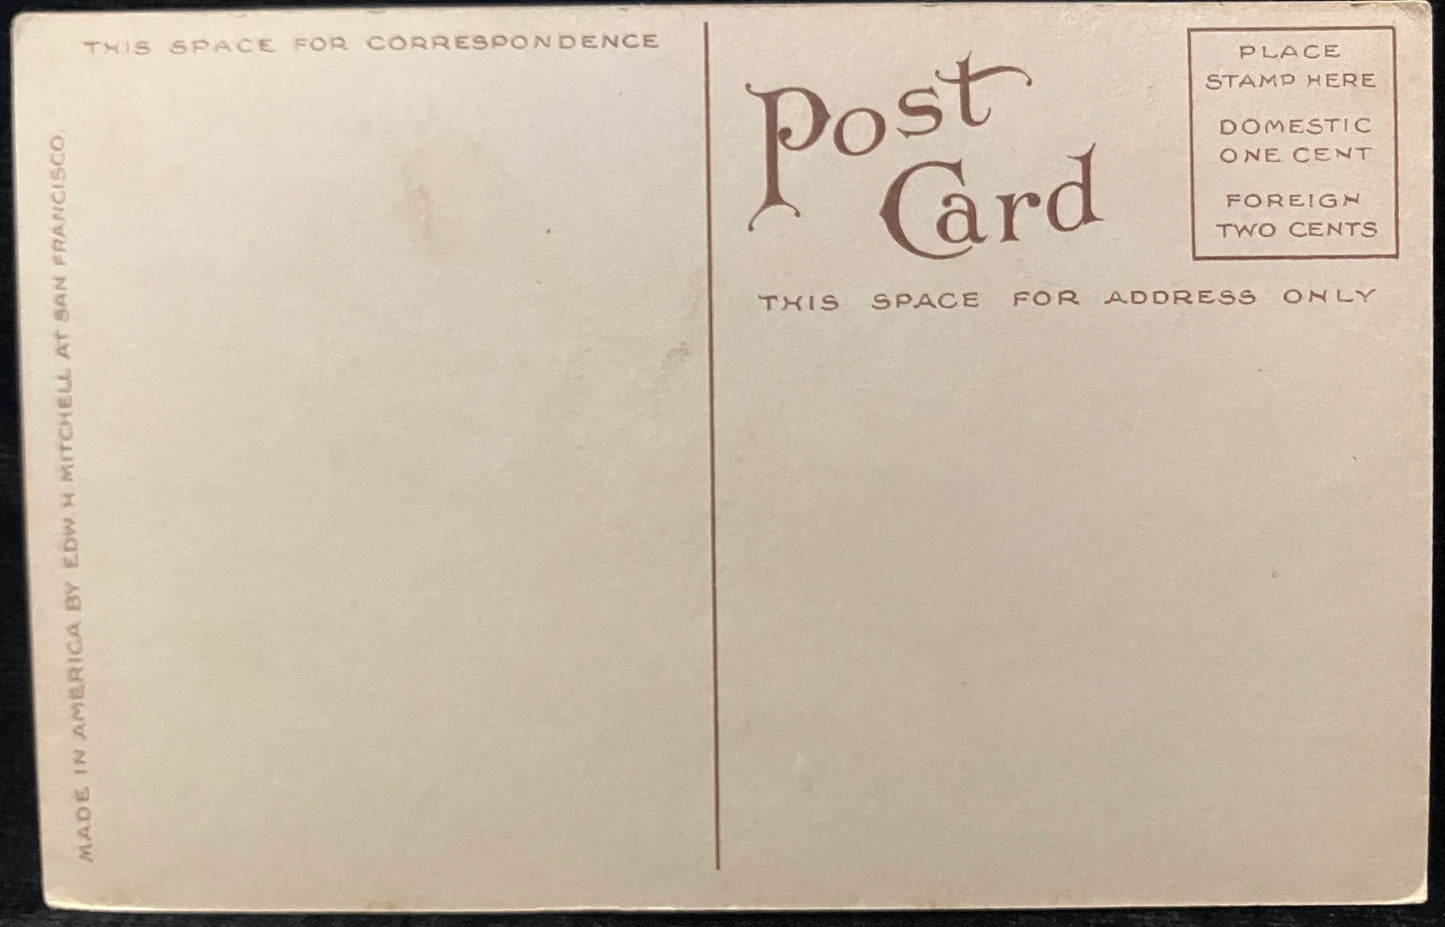 THIS SPACE FOR CORRESPONDENCE
MADE IN AMERICA BY EDW. H. MITCHELL AT SAN FRANCISCO.
Post
Card
PLACE
STAMP HERE
DOMESTIC
ONE CENT
FOREIGN
TWO CENTS
THIS SPACE FOR ADDRESS ONLY